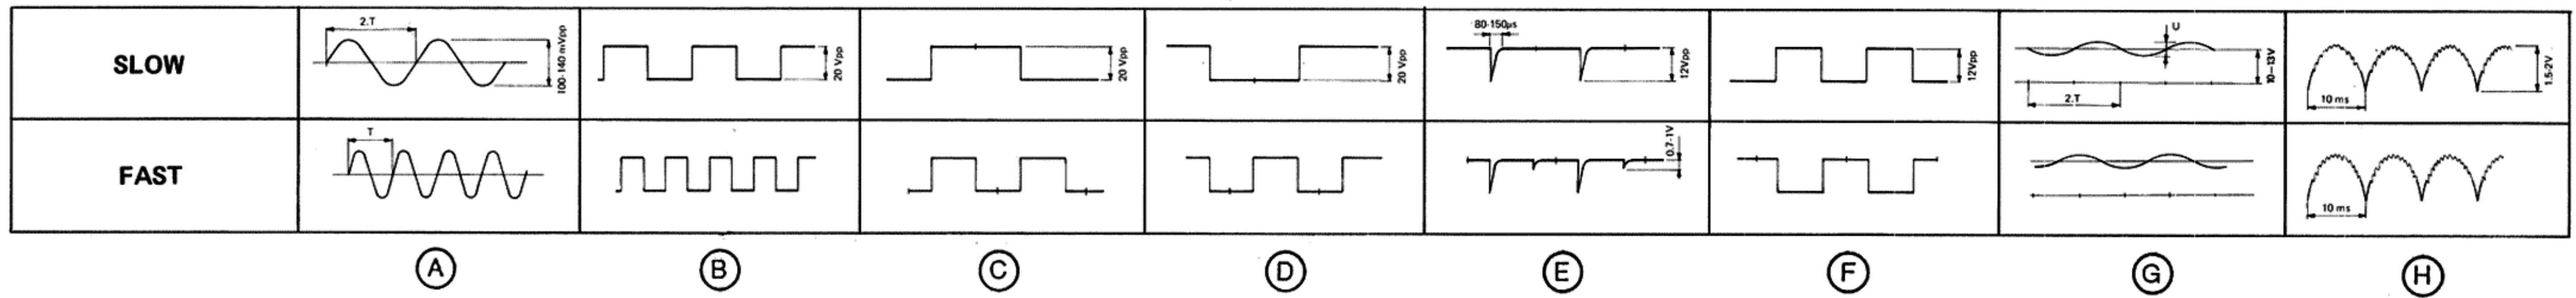 SLOW
2.T
100-140 mVpp
20 Vpp
20 Vpp
20 Vpp
80-150µs
12Vpp
12Vpp
U
10-13V
2.T
10 ms
1.5-2V
FAST
T
0.7-1V
10 ms
A
B
C
D
E
F
G
H